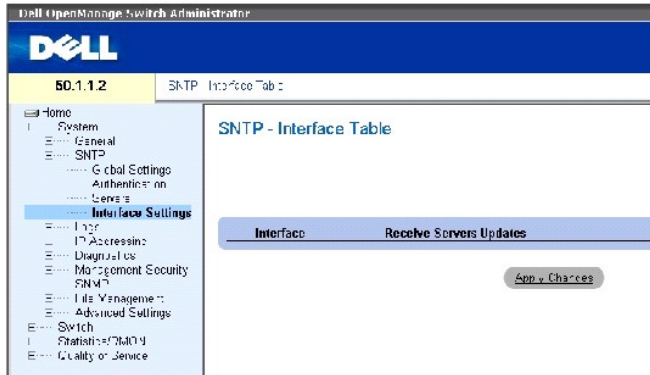 Dell OpenManage Switch Administrator
DELL
50.1.1.2
SNTP Interface Table
Home
System
General
SNTP
Global Settings
Authentication
Servers
Interface Settings
Logs
IP Addressing
Diagnostics
Management Security
SNMP
File Management
Advanced Settings
Switch
Statistics/RMON
Quality of Service
SNTP - Interface Table
Interface Receive Servers Updates
Apply Changes